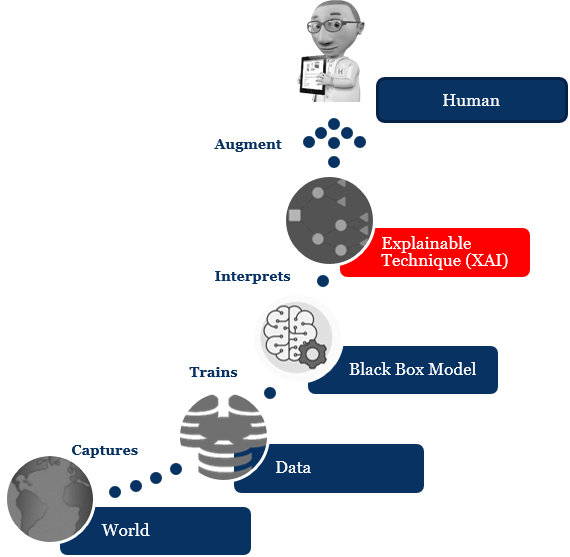 Human
Augment
Explainable
Technique (XAI)
Interprets
Black Box Model
Trains
Captures
Data
World